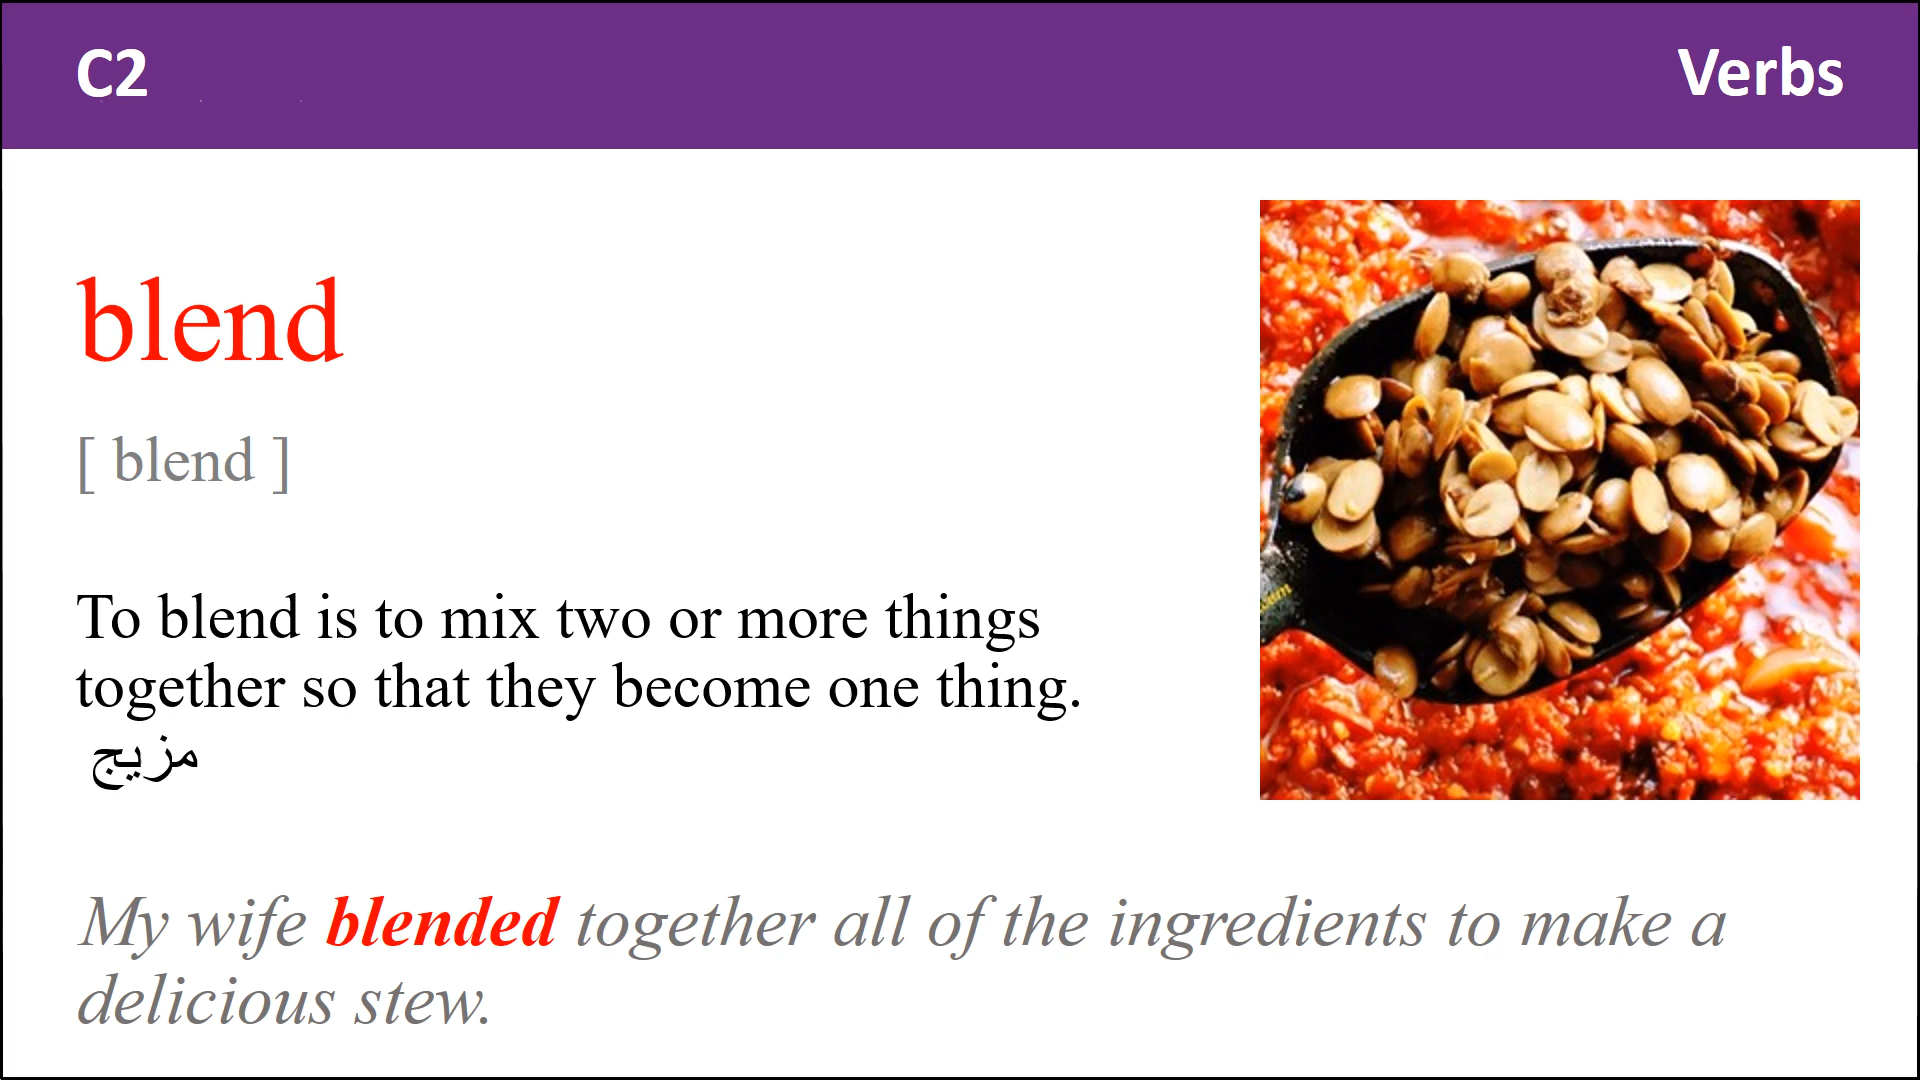 C2
Verbs
blend
[ blend ]
To blend is to mix two or more things
together so that they become one thing.
مزيج
My wife blended together all of the ingredients to make a
delicious stew.